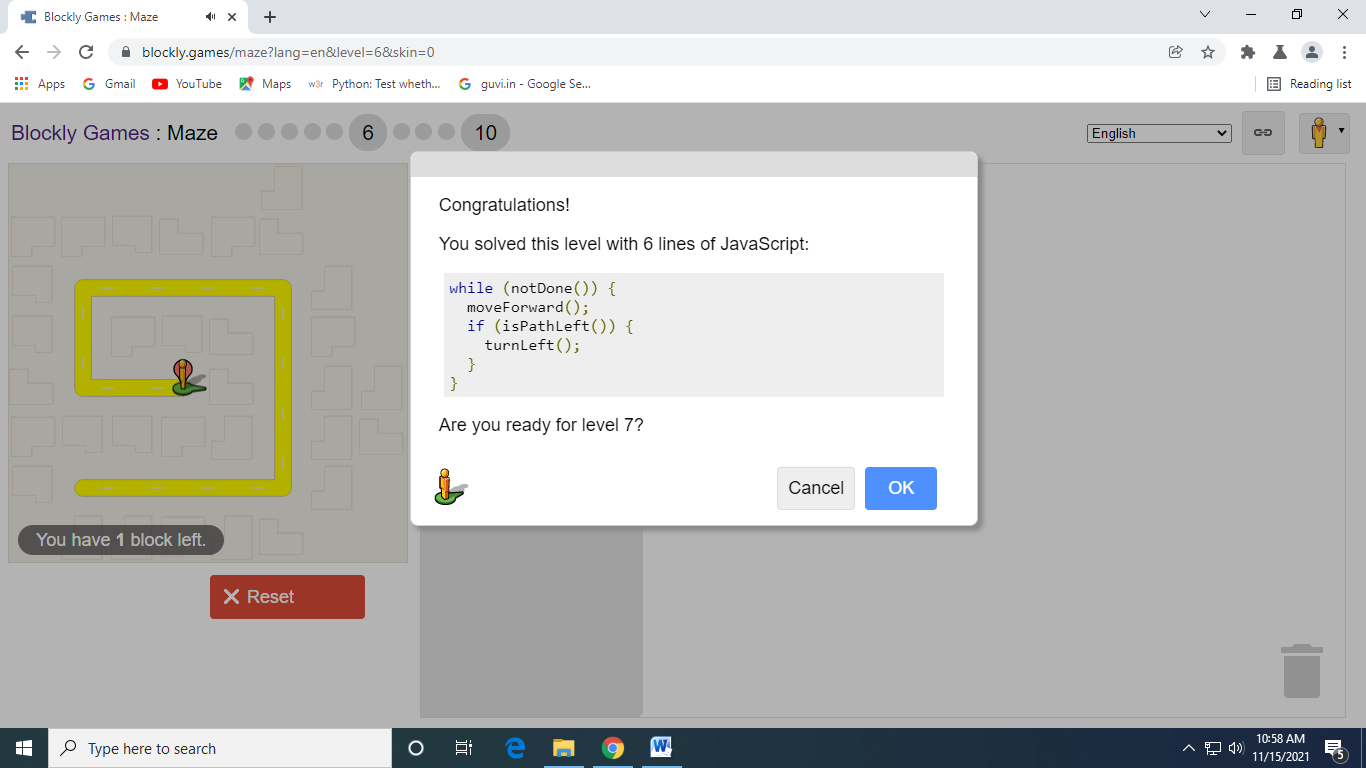 Blockly Games : Maze
blockly.games/maze?lang=en&level=6&skin=0
Apps Gmail YouTube Maps w3r Python: Test wheth... guvi.in - Google Se... Reading list
Blockly Games : Maze 6 10 English
Congratulations!
You solved this level with 6 lines of JavaScript:
while (notDone()) {
  moveForward();
  if (isPathLeft()) {
    turnLeft();
  }
}
Are you ready for level 7?
Cancel OK
You have 1 block left.
Reset
Type here to search
10:58 AM
11/15/2021
5